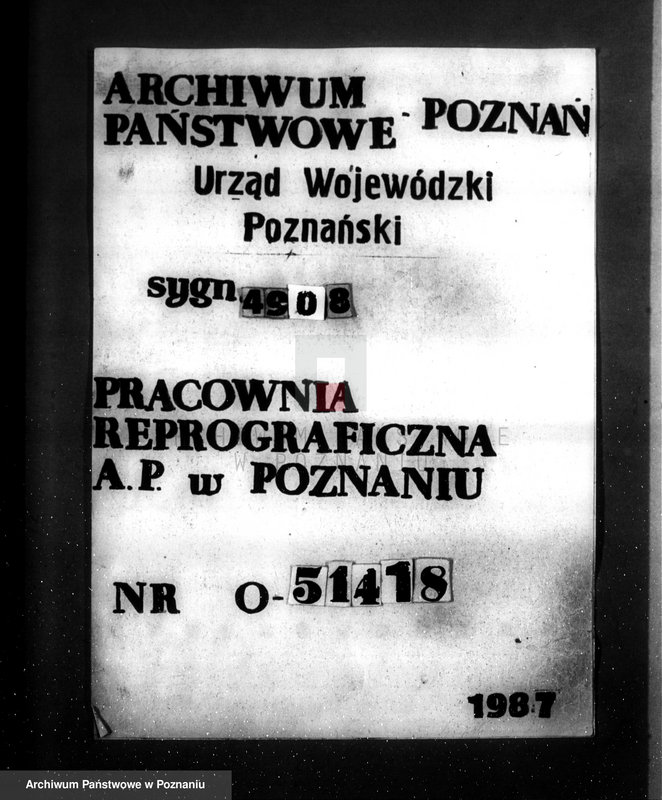 ARCHIWUM
PAŃSTWOWE - POZNAŃ
Urząd Wojewódzki
Poznański
sygn 4908
PRACOWNIA
REPROGRAFICZNA
A.P. w POZNANIU
NR O-51418
1987
Archiwum Państwowe w Poznaniu